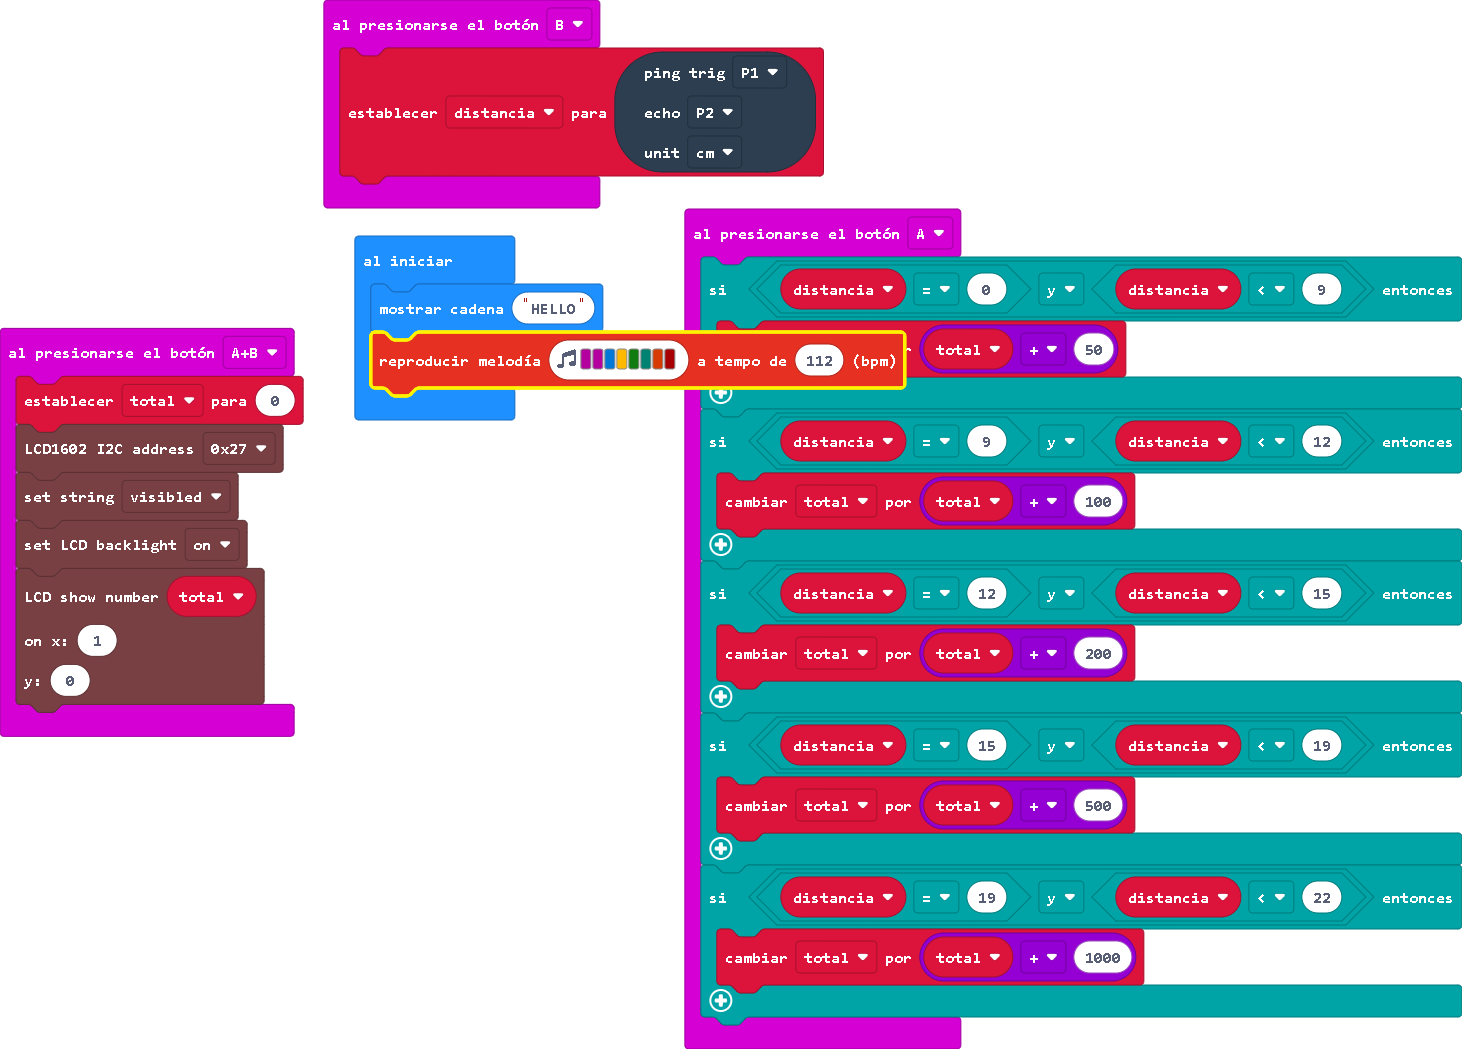 al presionarse el botón B
ping trig P1
establecer distancia para echo P2
unit cm
al presionarse el botón A
al iniciar
mostrar cadena "HELLO"
reproducir melodía a tempo de 112 (bpm)
al presionarse el botón A+B
establecer total para 0
LCD1602 I2C address 0x27
set string visibled
set LCD backlight on
LCD show number total
on x: 1
y: 0
si distancia = 0 y distancia < 9 entonces
total + 50
si distancia = 9 y distancia < 12 entonces
cambiar total por total + 100
si distancia = 12 y distancia < 15 entonces
cambiar total por total + 200
si distancia = 15 y distancia < 19 entonces
cambiar total por total + 500
si distancia = 19 y distancia < 22 entonces
cambiar total por total + 1000